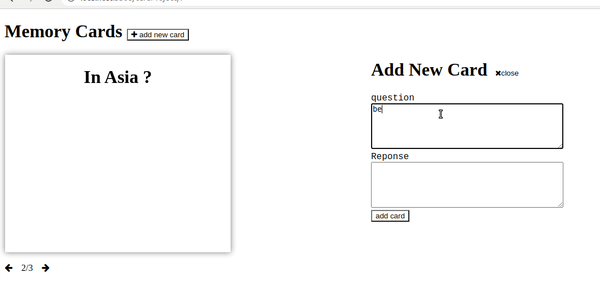 Memory Cards
+ add new card
In Asia ?
2/3
Add New Card
×close
question
be
Reponse
add card